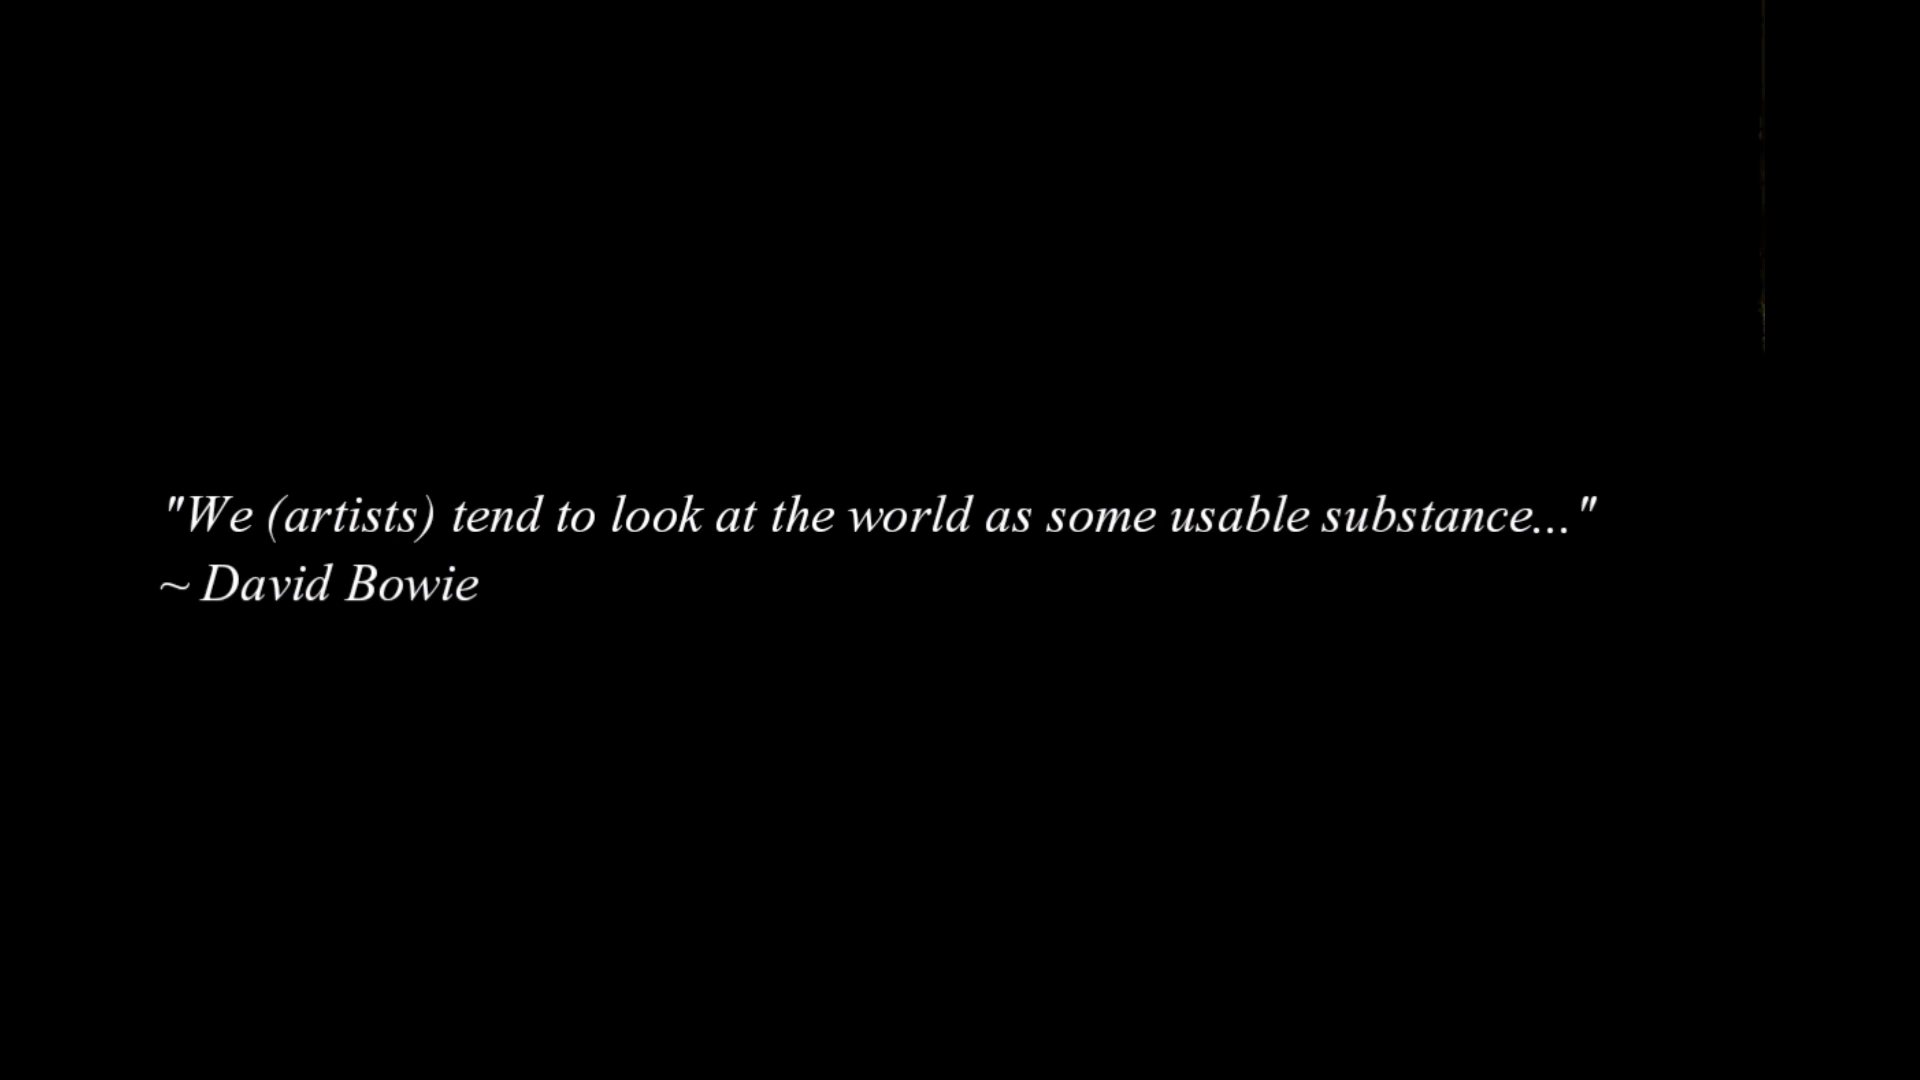 "We (artists) tend to look at the world as some usable substance..."
~ David Bowie